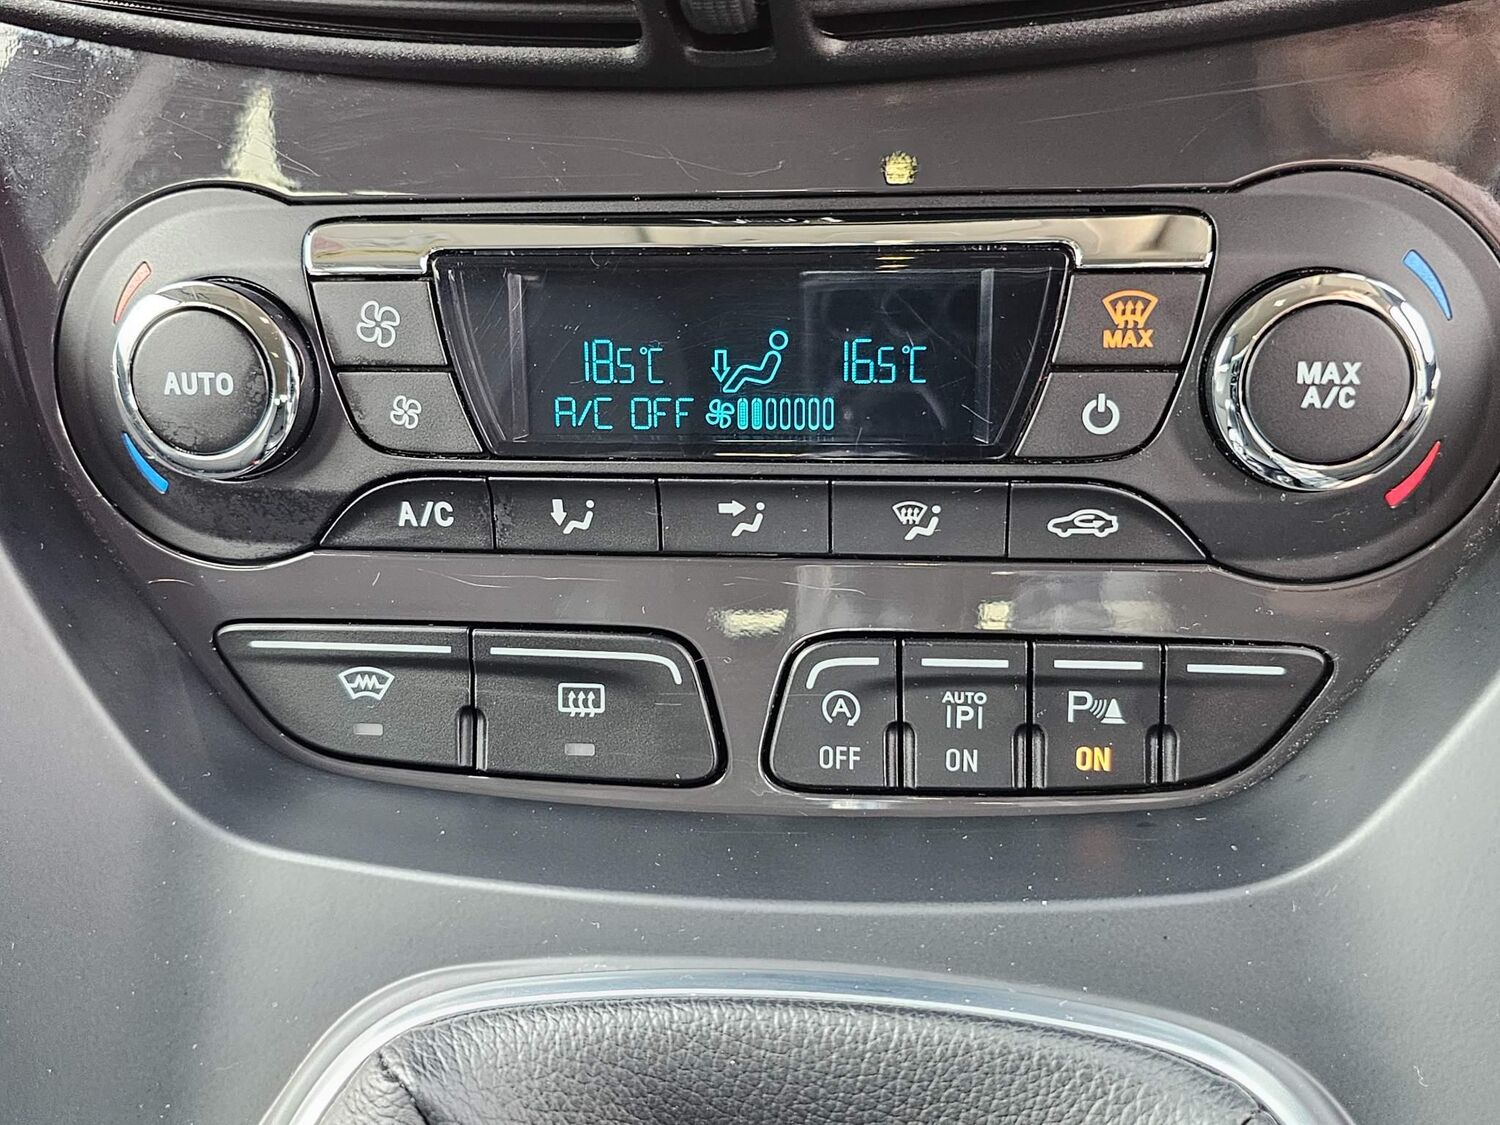 18.5°C 16.5°C
A/C OFF
AUTO
MAX
MAX
A/C
A/C
A
OFF
AUTO
P
ON
P
ON